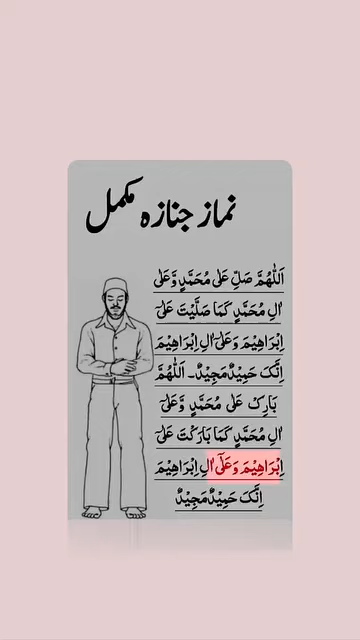 نماز جنازہ مکمل
اَللّٰهُمَّ صَلِّ عَلٰی مُحَمَّدٍ وَّعَلٰٓی
اٰلِ مُحَمَّدٍ کَمَا صَلَّیْتَ عَلٰٓی
اِبْرَاهِیْمَ وَعَلٰٓی اٰلِ اِبْرَاهِیْمَ
اِنَّکَ حَمِیْدٌ مَّجِیْدٌ۔ اَللّٰهُمَّ
بَارِکْ عَلٰی مُحَمَّدٍ وَّعَلٰٓی
اٰلِ مُحَمَّدٍ کَمَا بَارَکْتَ عَلٰٓی
اِبْرَاهِیْمَ وَعَلٰٓی اٰلِ اِبْرَاهِیْمَ
اِنَّکَ حَمِیْدٌ مَّجِیْدٌ